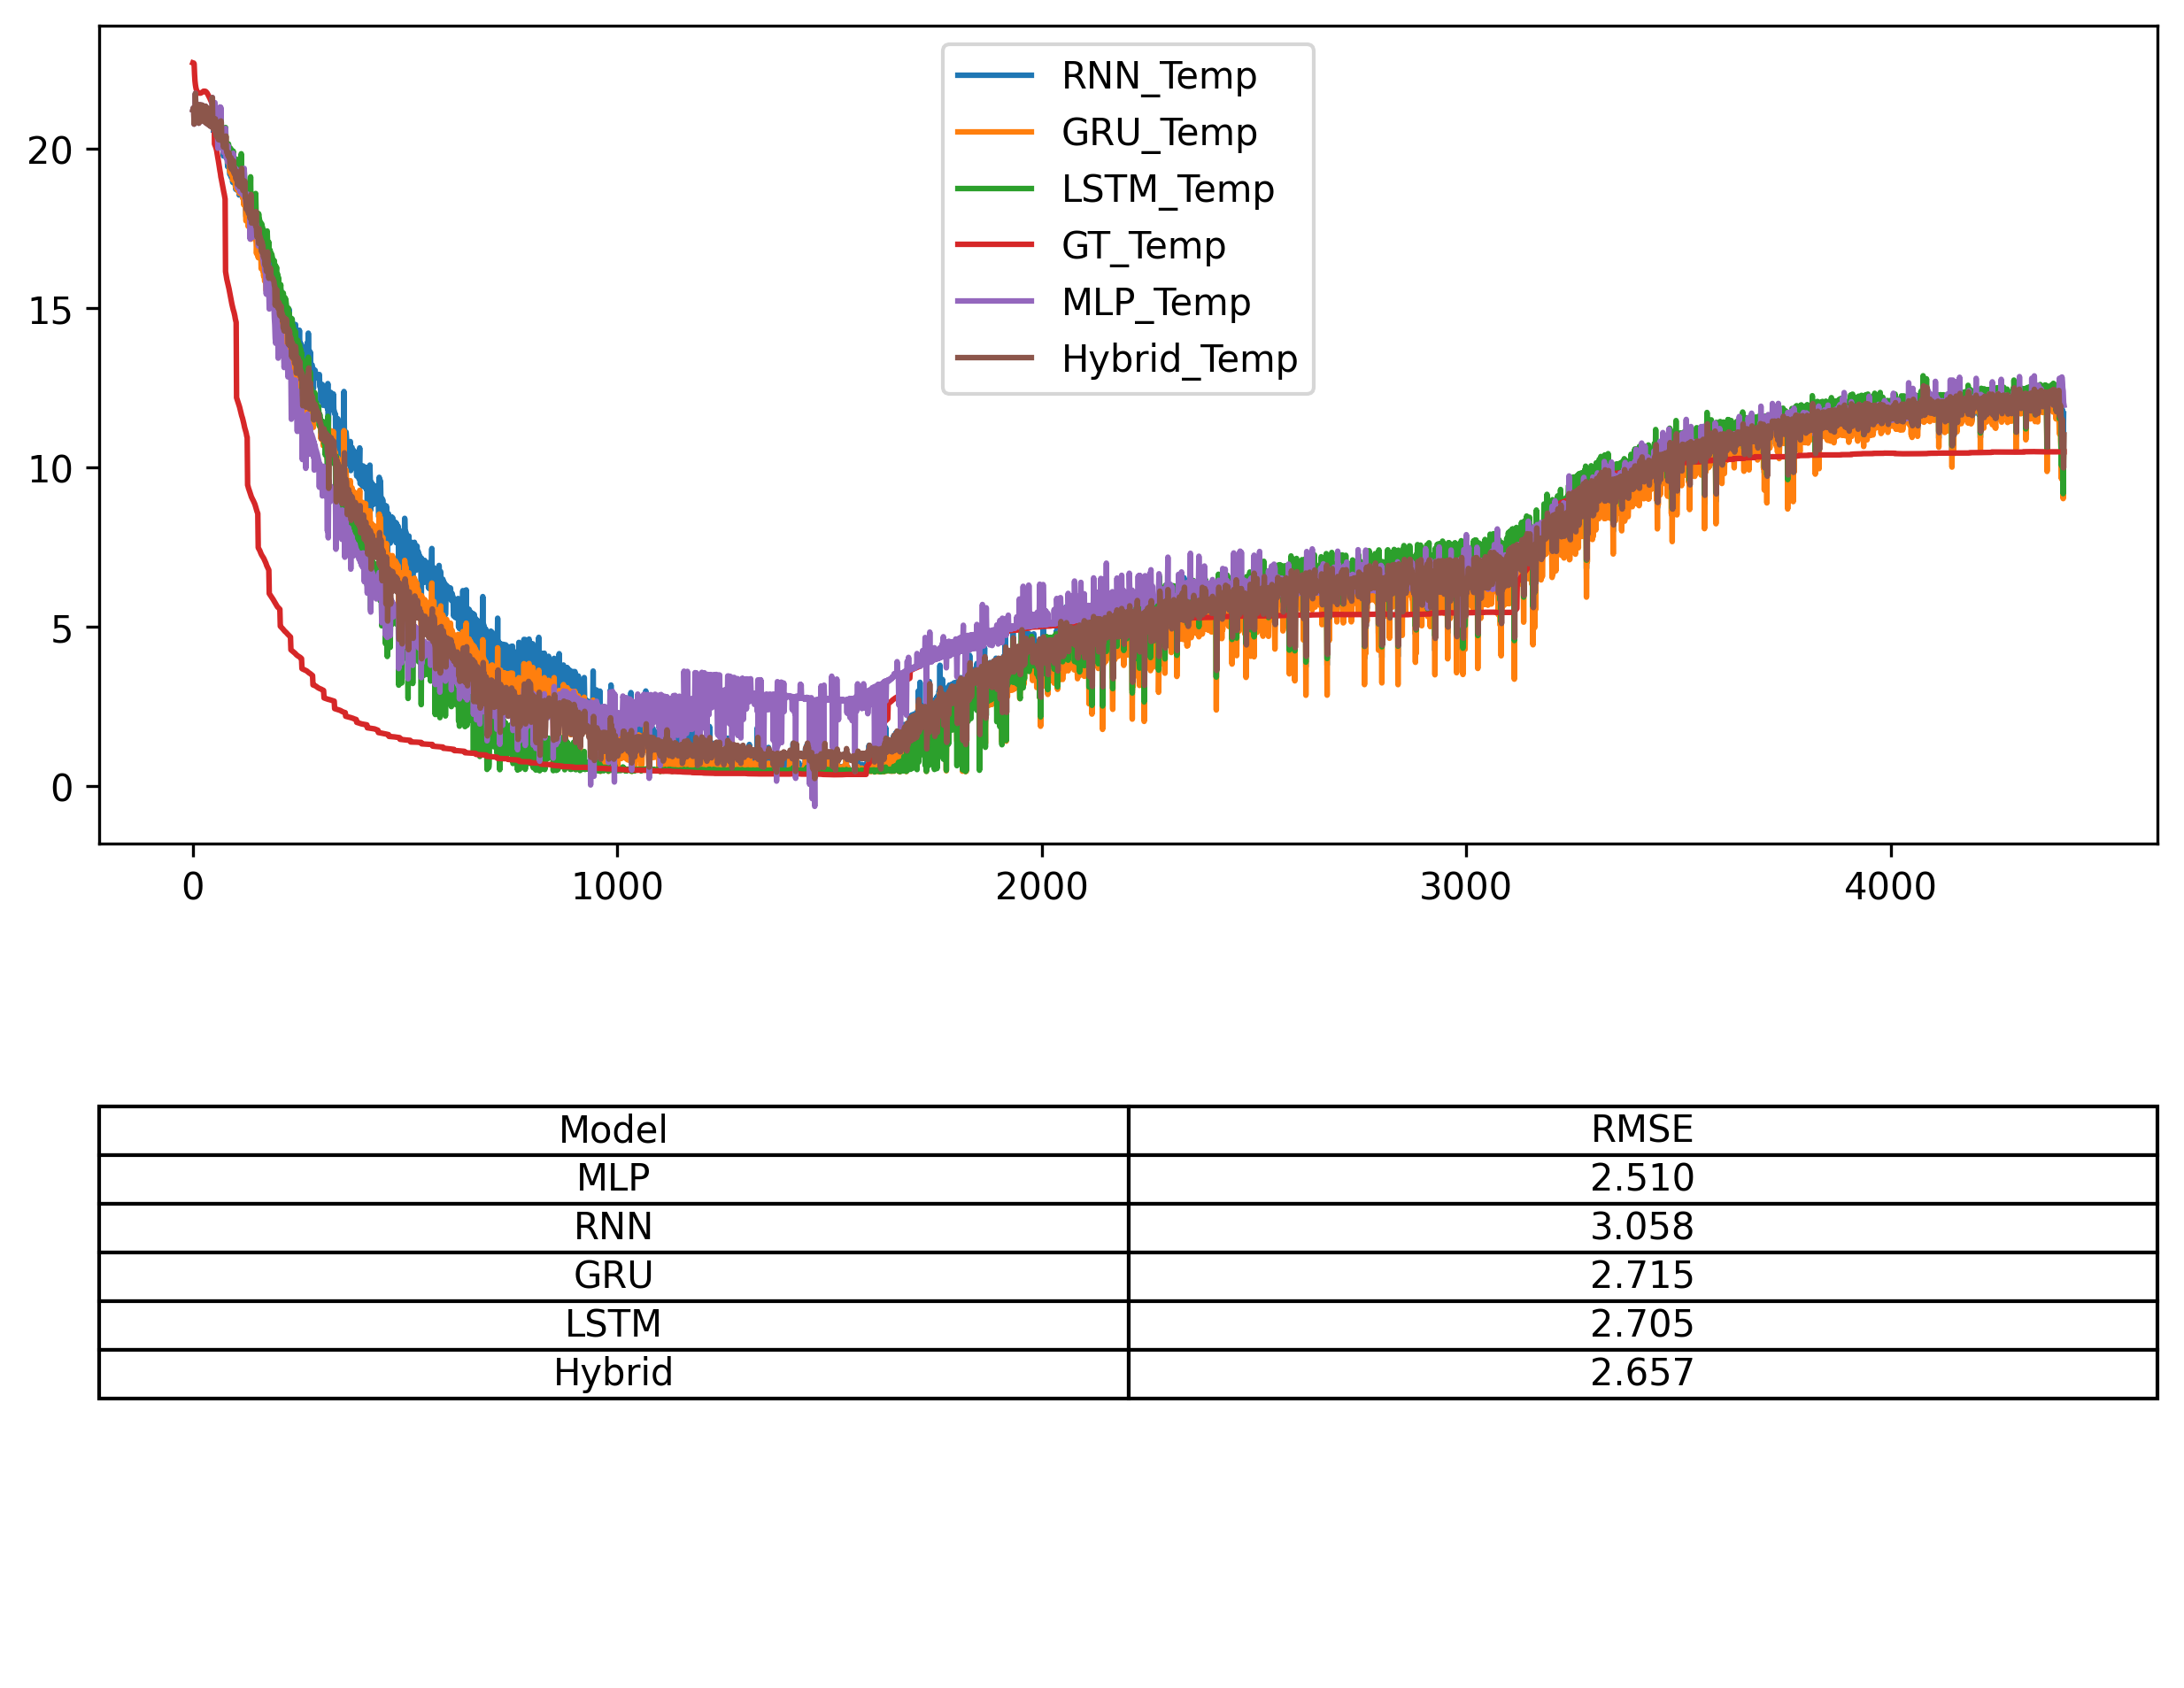 RNN_Temp
GRU_Temp
LSTM_Temp
GT_Temp
MLP_Temp
Hybrid_Temp
20
15
10
5
0
0 1000 2000 3000 4000
Model RMSE
MLP 2.510
RNN 3.058
GRU 2.715
LSTM 2.705
Hybrid 2.657